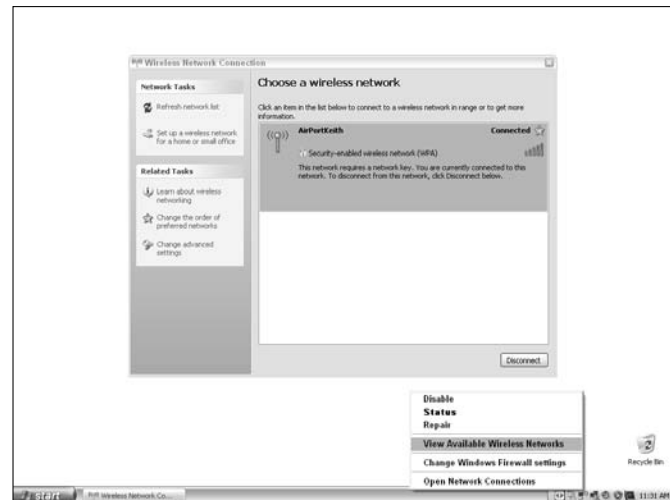 Wireless Network Connection
Network Tasks
Refresh network list
Set up a wireless network
for a home or small office
Related Tasks
Learn about wireless
networking
Change the order of
preferred networks
Change advanced
settings
Choose a wireless network
Click an item in the list below to connect to a wireless network in range or to get more
information.
AirPortKeith
Connected
Security-enabled wireless network (WPA)
This network requires a network key. You are currently connected to this
network. To disconnect from this network, click Disconnect below.
Disconnect
Disable
Status
Repair
View Available Wireless Networks
Change Windows Firewall settings
Open Network Connections
Recycle Bin
start
Wireless Network Co...
11:31 AM